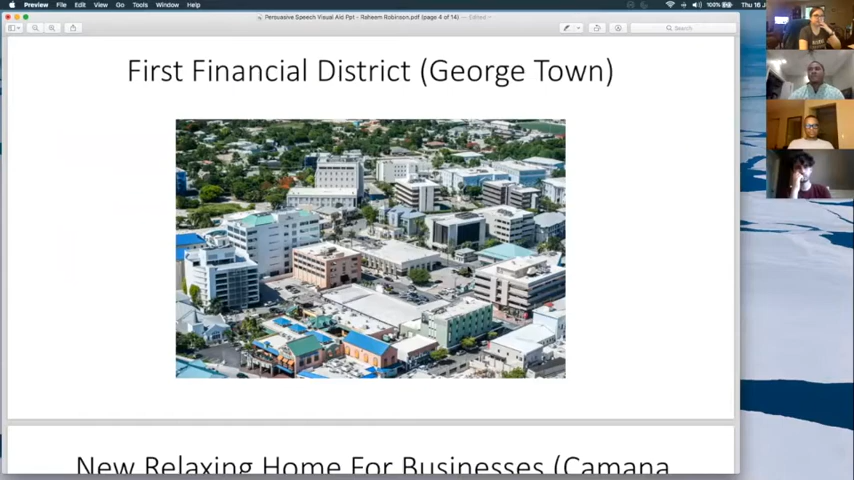 Preview File Edit View Go Tools Window Help 100% Thu 16 J
Persuasive Speech Visual Aid Ppt - Raheem Robinson.pdf (page 4 of 14) — Edited
Search
First Financial District (George Town)
New Relaxing Home For Businesses (Camana